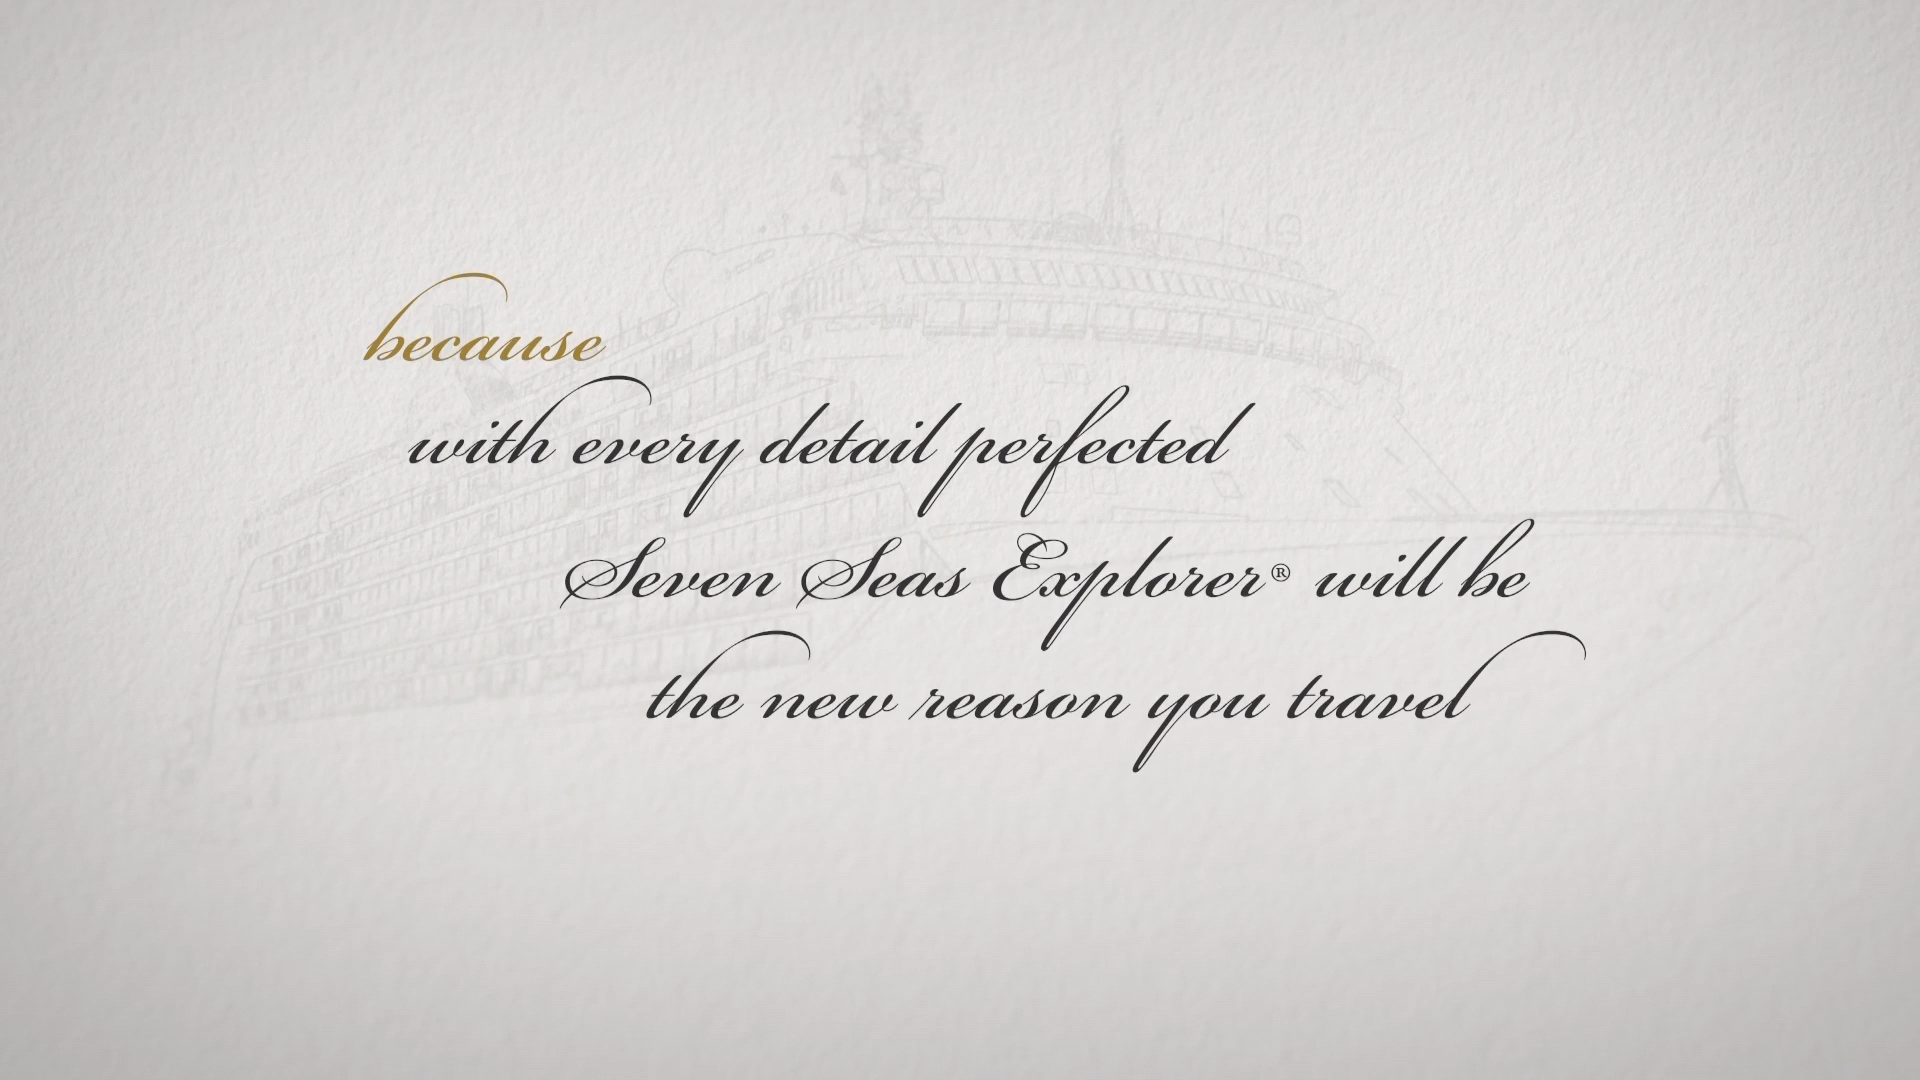 because
with every detail perfected
Seven Seas Explorer® will be
the new reason you travel